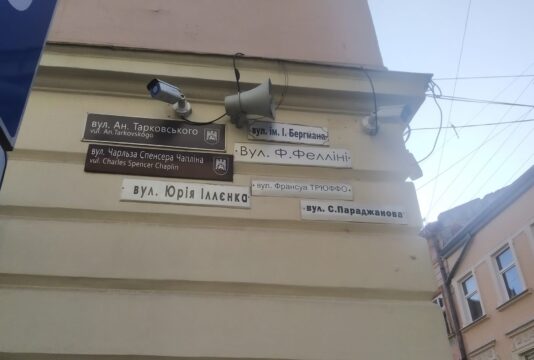 вул. Ан. Тарковського
vul. An.Tarkovskogo
вул. Чарльза Спенсера Чапліна
vul. Charles Spencer Chaplin
вул. Юрія Іллєнка
вул. ім. І. Бергмана
Вул. Ф.Фелліні
вул. Франсуа ТРЮФФО
вул. С.Параджанова